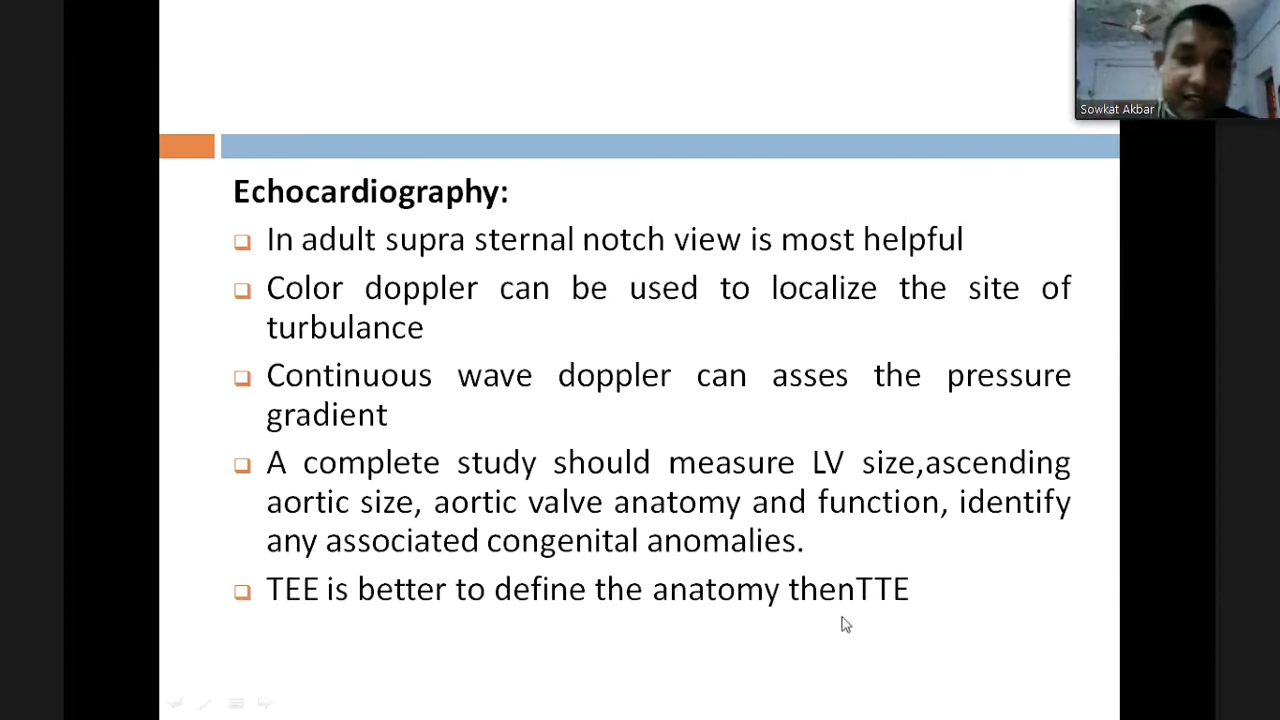 Sowkat Akbar
Echocardiography:
In adult supra sternal notch view is most helpful
Color doppler can be used to localize the site of
turbulance
Continuous wave doppler can asses the pressure
gradient
A complete study should measure LV size,ascending
aortic size, aortic valve anatomy and function, identify
any associated congenital anomalies.
TEE is better to define the anatomy thenTTE